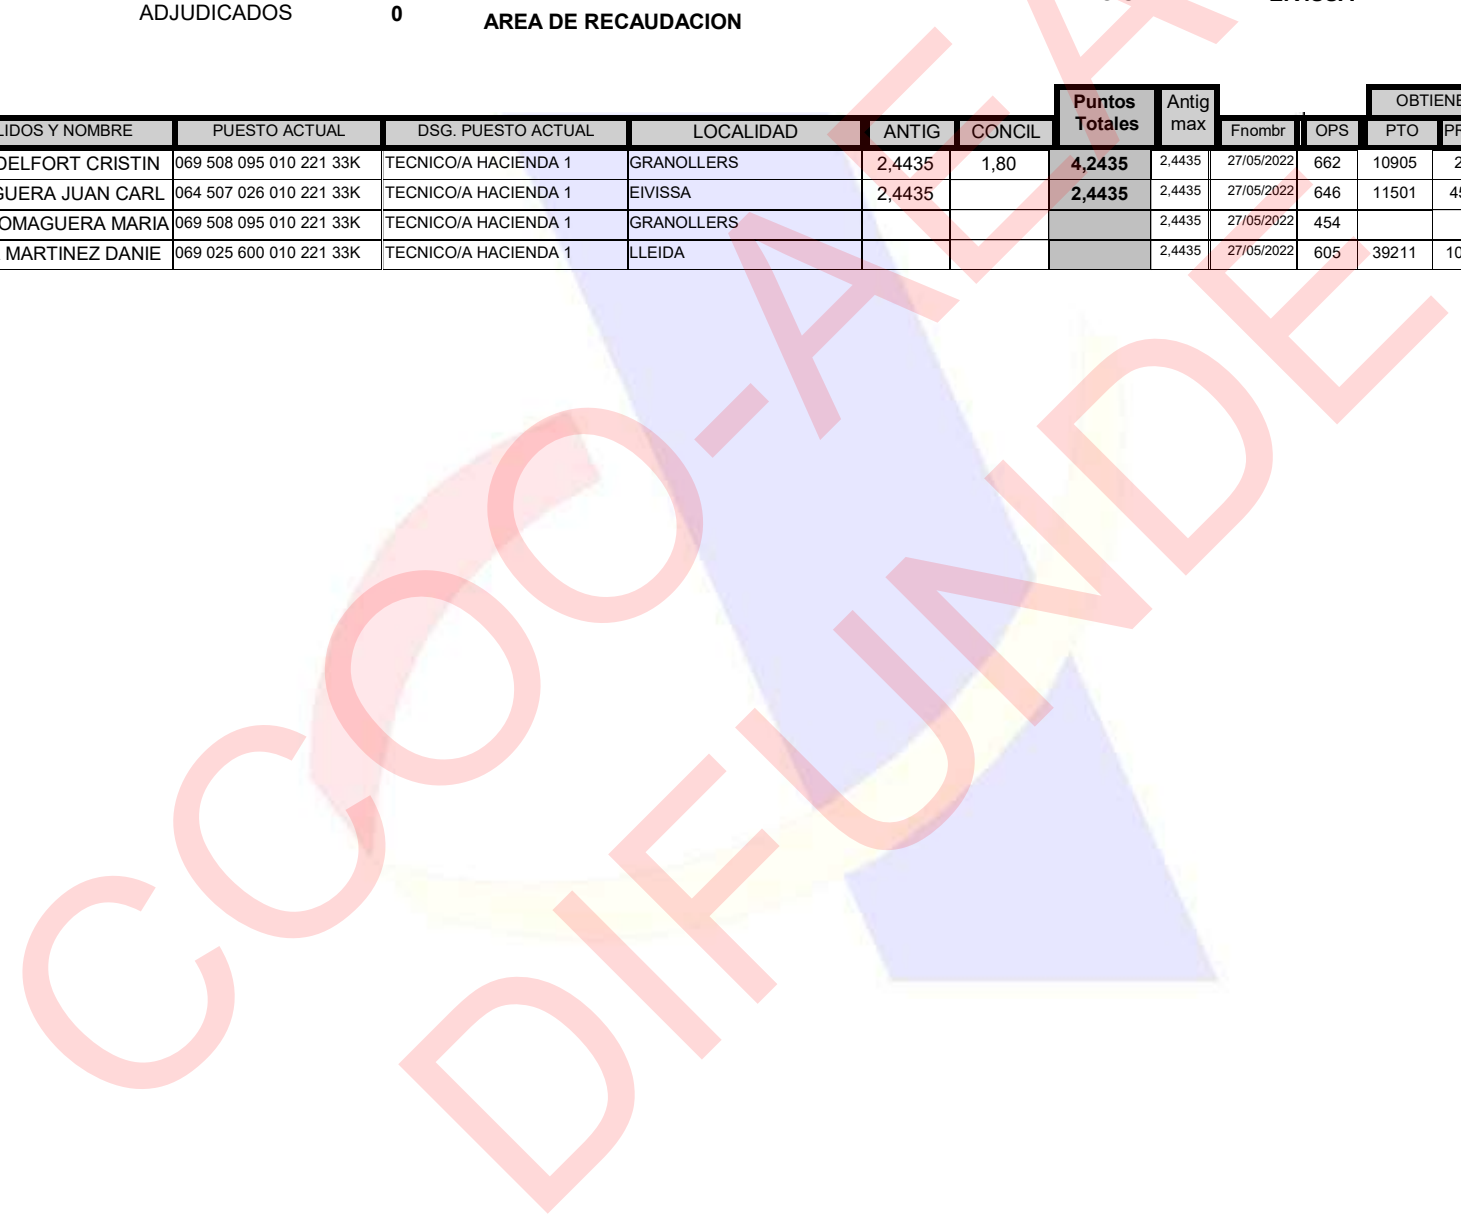 ADJUDICADOS 0 AREA DE RECAUDACION
Puntos Totales Antig max OBTIENE
LIDOS Y NOMBRE PUESTO ACTUAL DSG. PUESTO ACTUAL LOCALIDAD ANTIG CONCIL Fnombr OPS PTO
DELFORT CRISTIN 069 508 095 010 221 33K TECNICO/A HACIENDA 1 GRANOLLERS 2,4435 1,80 4,2435 2,4435 27/05/2022 662 10905 2
GUERA JUAN CARL 064 507 026 010 221 33K TECNICO/A HACIENDA 1 EIVISSA 2,4435 2,4435 2,4435 27/05/2022 646 11501 45
OMAGUERA MARIA 069 508 095 010 221 33K TECNICO/A HACIENDA 1 GRANOLLERS 2,4435 27/05/2022 454
MARTINEZ DANIE 069 025 600 010 221 33K TECNICO/A HACIENDA 1 LLEIDA 2,4435 27/05/2022 605 39211 10
CCOO-AEA
DIFUNDE